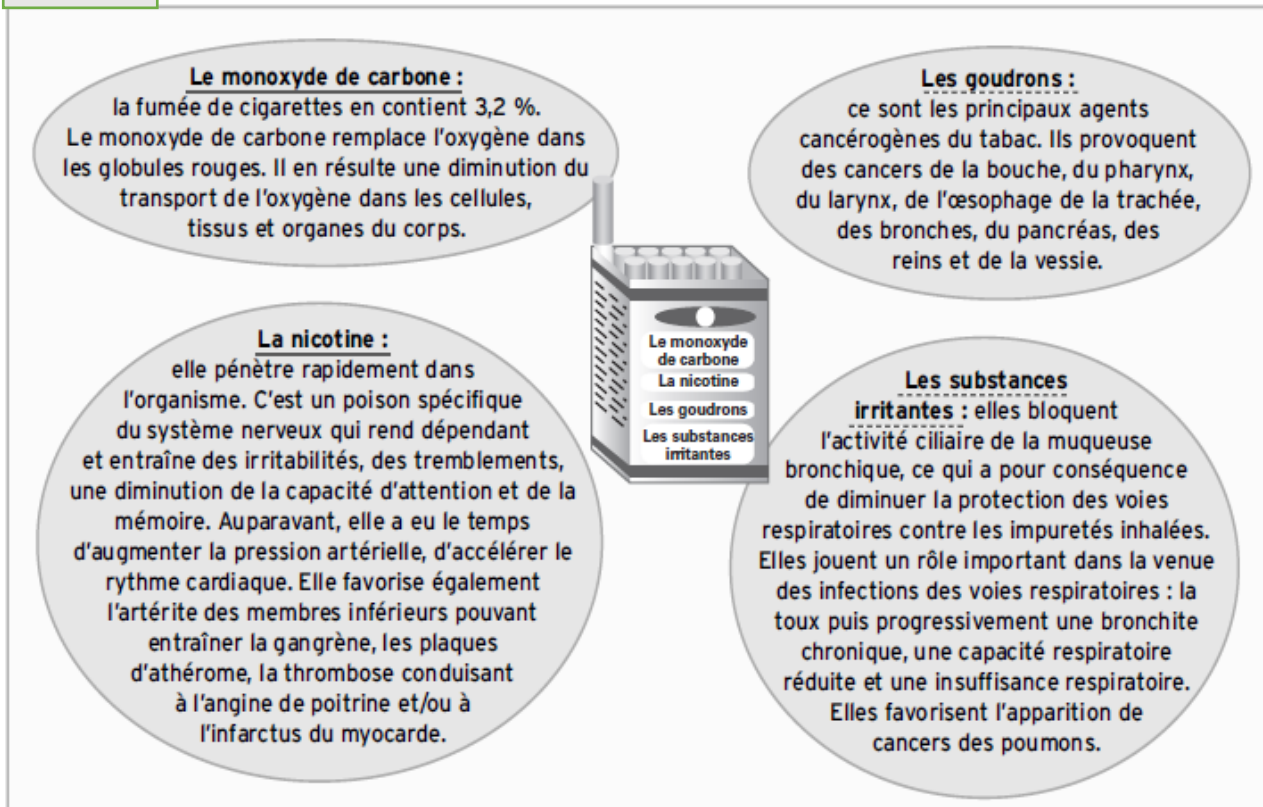 Le monoxyde de carbone :
la fumée de cigarettes en contient 3,2 %.
Le monoxyde de carbone remplace l'oxygène dans
les globules rouges. Il en résulte une diminution du
transport de l'oxygène dans les cellules,
tissus et organes du corps.
Les goudrons :
ce sont les principaux agents
cancérogènes du tabac. Ils provoquent
des cancers de la bouche, du pharynx,
du larynx, de l'œsophage de la trachée,
des bronches, du pancréas, des
reins et de la vessie.
La nicotine :
elle pénètre rapidement dans
l'organisme. C'est un poison spécifique
du système nerveux qui rend dépendant
et entraîne des irritabilités, des tremblements,
une diminution de la capacité d'attention et de la
mémoire. Auparavant, elle a eu le temps
d'augmenter la pression artérielle, d'accélérer le
rythme cardiaque. Elle favorise également
l'artérite des membres inférieurs pouvant
entraîner la gangrène, les plaques
d'athérome, la thrombose conduisant
à l'angine de poitrine et/ou à
l'infarctus du myocarde.
Le monoxyde
de carbone
La nicotine
Les goudrons
Les substances
irritantes
Les substances
irritantes : elles bloquent
l'activité ciliaire de la muqueuse
bronchique, ce qui a pour conséquence
de diminuer la protection des voies
respiratoires contre les impuretés inhalées.
Elles jouent un rôle important dans la venue
des infections des voies respiratoires : la
toux puis progressivement une bronchite
chronique, une capacité respiratoire
réduite et une insuffisance respiratoire.
Elles favorisent l'apparition de
cancers des poumons.